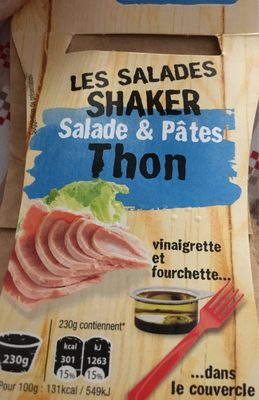 LES SALADES
SHAKER
Salade & Pâtes
Thon
vinaigrette
et
fourchette...
230g contiennent*
kcal
301
15%
kJ
1263
15%
230g
Pour 100g : 131kcal / 549kJ
...dans
le couvercle